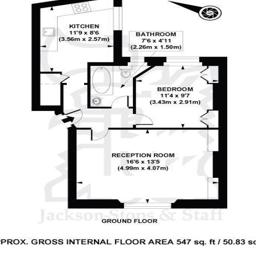 KITCHEN
11'9 x 8'6
(3.56m x 2.57m)
BATHROOM
7'6 x 4'11
(2.26m x 1.50m)
BEDROOM
11'4 x 9'7
(3.43m x 2.91m)
RECEPTION ROOM
16'6 x 13'5
(4.99m x 4.07m)
Jackson-Stops & Staff
GROUND FLOOR
PROX. GROSS INTERNAL FLOOR AREA 547 sq. ft / 50.83 sq